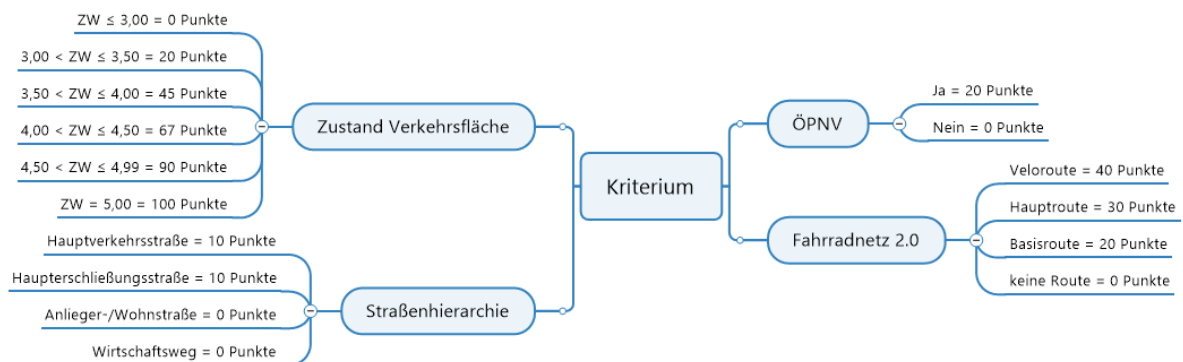 Kriterium
Zustand Verkehrsfläche
ZW ≤ 3,00 = 0 Punkte
3,00 < ZW ≤ 3,50 = 20 Punkte
3,50 < ZW ≤ 4,00 = 45 Punkte
4,00 < ZW ≤ 4,50 = 67 Punkte
4,50 < ZW ≤ 4,99 = 90 Punkte
ZW = 5,00 = 100 Punkte
Straßenhierarchie
Hauptverkehrsstraße = 10 Punkte
Haupterschließungsstraße = 10 Punkte
Anlieger-/Wohnstraße = 0 Punkte
Wirtschaftsweg = 0 Punkte
ÖPNV
Ja = 20 Punkte
Nein = 0 Punkte
Fahrradnetz 2.0
Veloroute = 40 Punkte
Hauptroute = 30 Punkte
Basisroute = 20 Punkte
keine Route = 0 Punkte